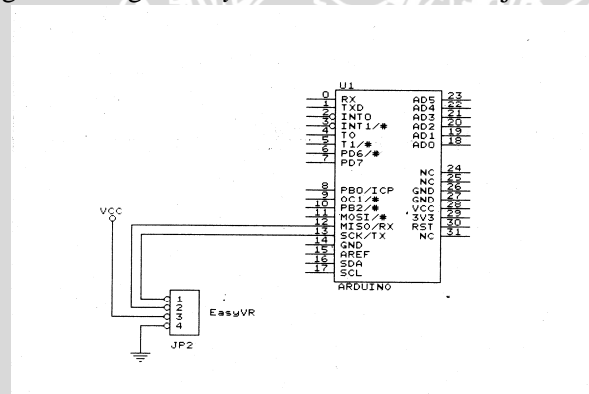 U1
0 RX AD5 23
1 TXD AD4 22
2 INT0 AD3 21
3 INT1/# AD2 20
4 T0 AD1 19
5 T1/# AD0 18
6 PD6/#
7 PD7
NC 24
NC 25
8 PB0/ICP GND 26
9 OC1/# GND 27
10 PB2/# VCC 28
11 MOSI/# 3V3 29
12 MISO/RX RST 30
13 SCK/TX NC 31
14 GND
15 AREF
16 SDA
17 SCL
ARDUINO
VCC
1
2
3
4
EasyVR
JP2